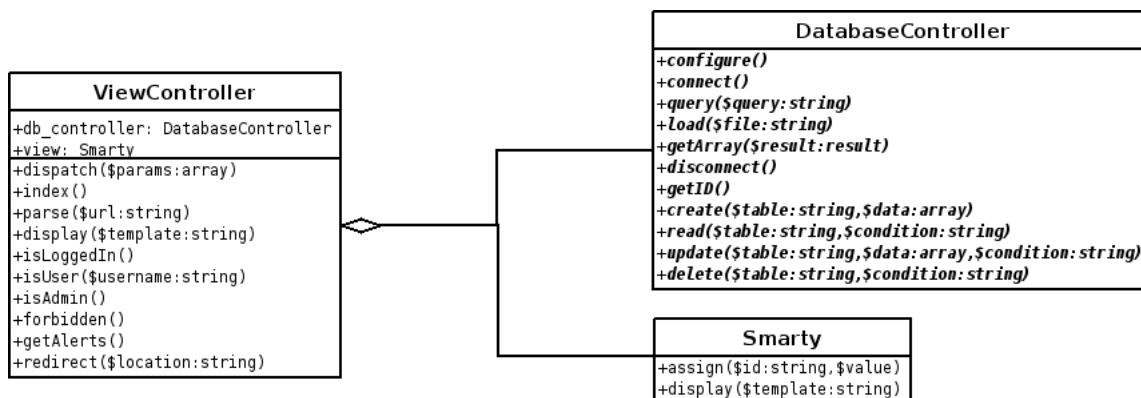 ViewController
+db_controller: DatabaseController
+view: Smarty
+dispatch($params:array)
+index()
+parse($url:string)
+display($template:string)
+isLoggedIn()
+isUser($username:string)
+isAdmin()
+forbidden()
+getAlerts()
+redirect($location:string)
DatabaseController
+configure()
+connect()
+query($query:string)
+load($file:string)
+getArray($result:result)
+disconnect()
+getID()
+create($table:string,$data:array)
+read($table:string,$condition:string)
+update($table:string,$data:array,$condition:string)
+delete($table:string,$condition:string)
Smarty
+assign($id:string,$value)
+display($template:string)